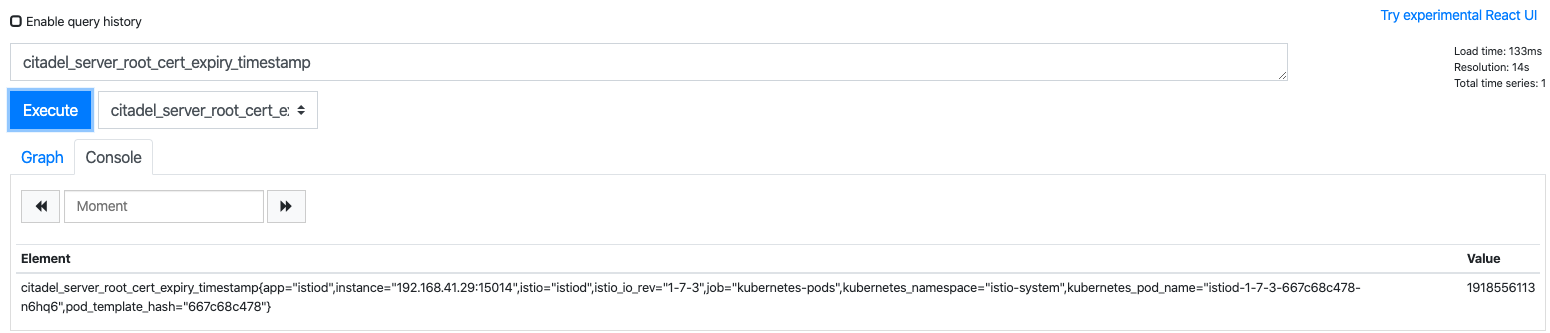 Enable query history
Try experimental React UI
citadel_server_root_cert_expiry_timestamp
Load time: 133ms
Resolution: 14s
Total time series: 1
Execute
citadel_server_root_cert_e:
Graph
Console
Moment
Element
Value
citadel_server_root_cert_expiry_timestamp{app="istiod",instance="192.168.41.29:15014",istio="istiod",istio_io_rev="1-7-3",job="kubernetes-pods",kubernetes_namespace="istio-system",kubernetes_pod_name="istiod-1-7-3-667c68c478-
n6hq6",pod_template_hash="667c68c478"}
1918556113